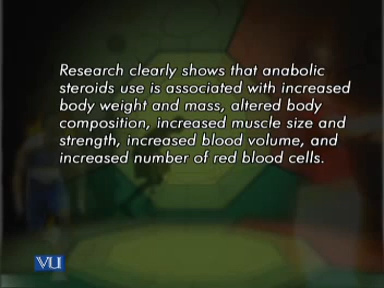 Research clearly shows that anabolic
steroids use is associated with increased
body weight and mass, altered body
composition, increased muscle size and
strength, increased blood volume, and
increased number of red blood cells.
VU